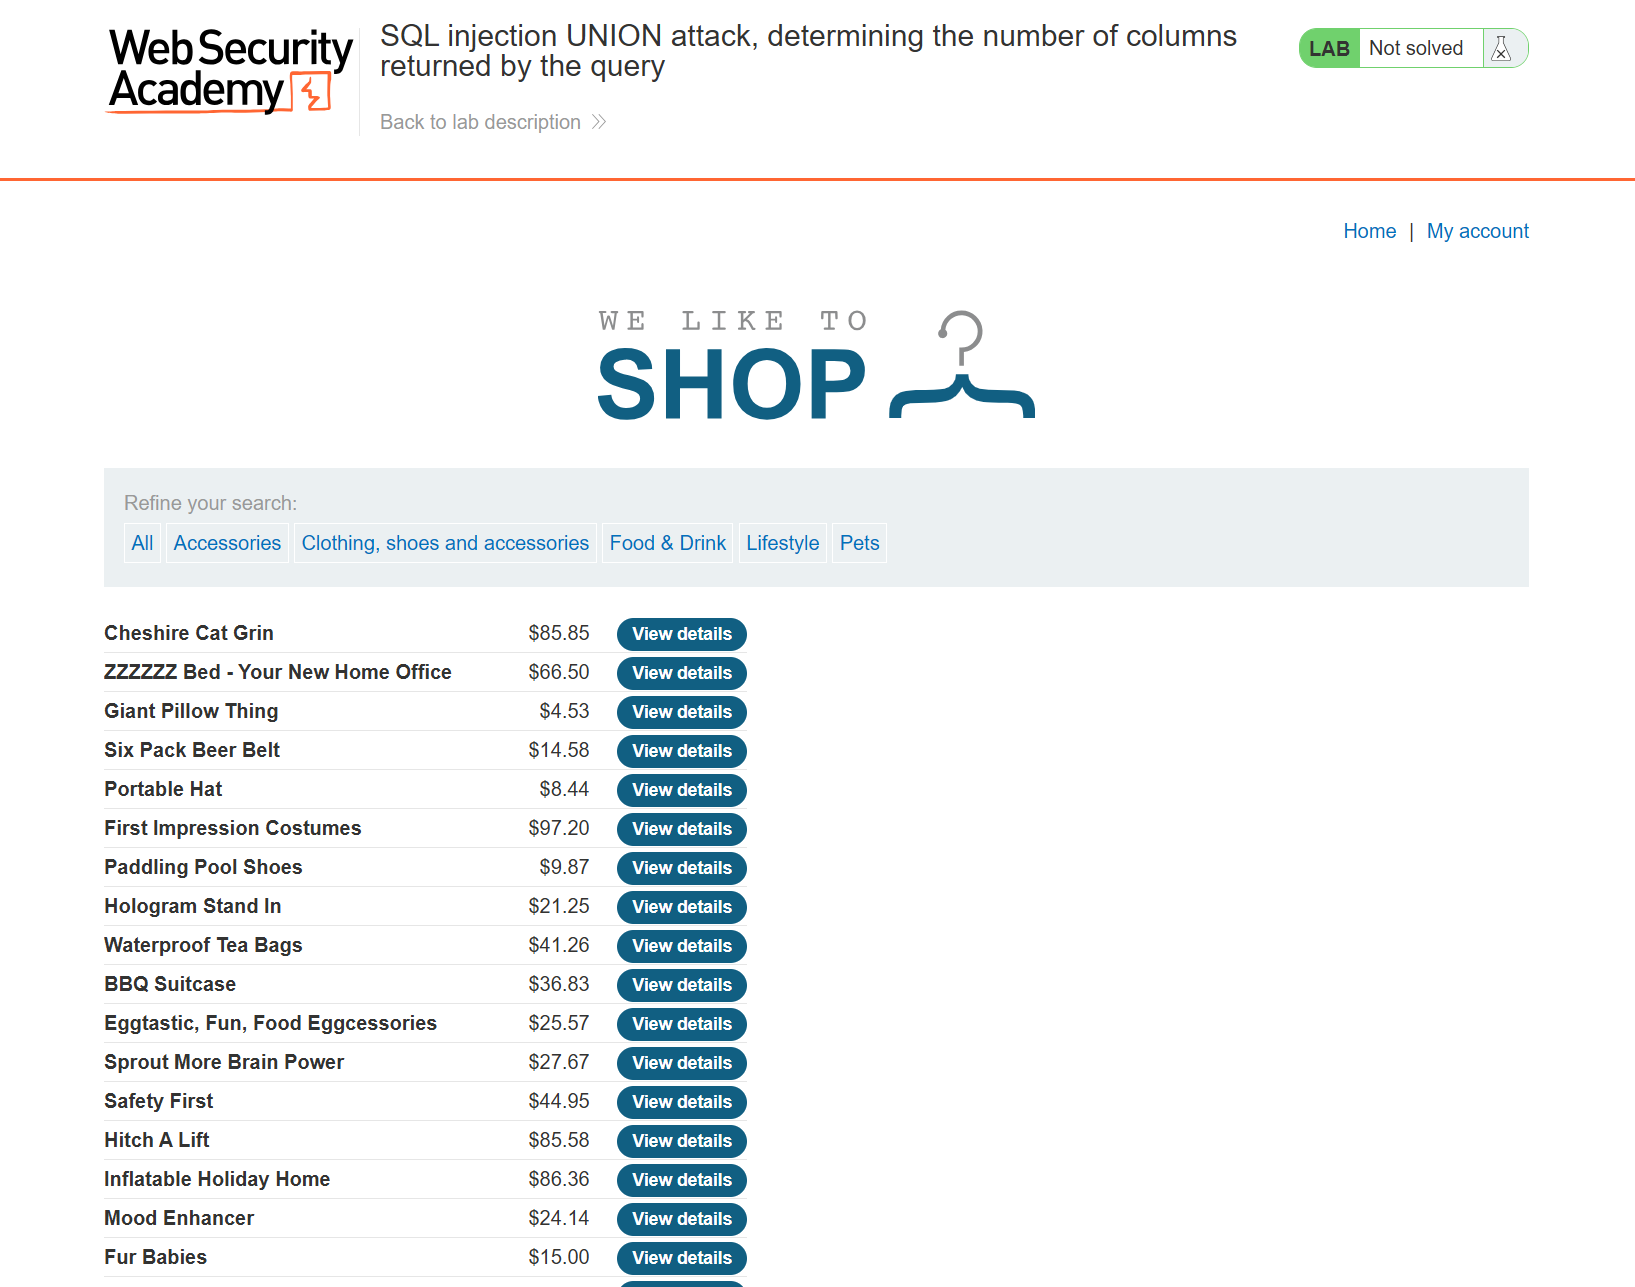 Web Security
Academy
SQL injection UNION attack, determining the number of columns
returned by the query
Back to lab description
LAB Not solved
Home | My account
WE LIKE TO
SHOP
Refine your search:
All Accessories Clothing, shoes and accessories Food & Drink Lifestyle Pets
Cheshire Cat Grin $85.85 View details
ZZZZZZ Bed - Your New Home Office $66.50 View details
Giant Pillow Thing $4.53 View details
Six Pack Beer Belt $14.58 View details
Portable Hat $8.44 View details
First Impression Costumes $97.20 View details
Paddling Pool Shoes $9.87 View details
Hologram Stand In $21.25 View details
Waterproof Tea Bags $41.26 View details
BBQ Suitcase $36.83 View details
Eggtastic, Fun, Food Eggcessories $25.57 View details
Sprout More Brain Power $27.67 View details
Safety First $44.95 View details
Hitch A Lift $85.58 View details
Inflatable Holiday Home $86.36 View details
Mood Enhancer $24.14 View details
Fur Babies $15.00 View details